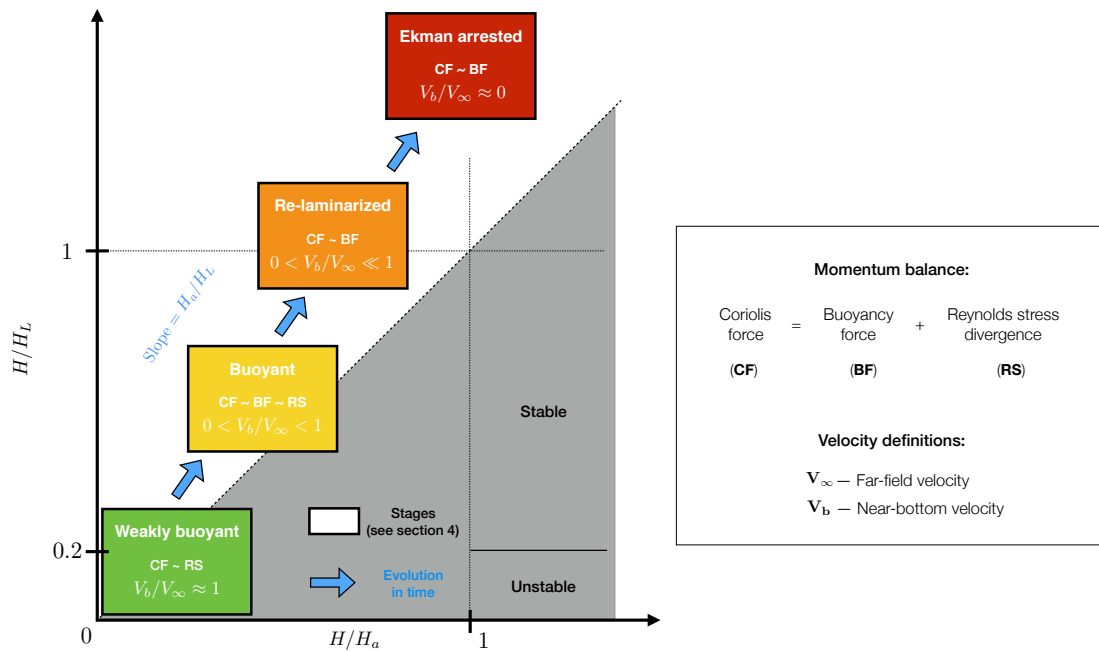 Ekman arrested
CF ~ BF
V_b/V_∞ ≈ 0
Re-laminarized
CF ~ BF
0 < V_b/V_∞ ≪ 1
Buoyant
CF ~ BF ~ RS
0 < V_b/V_∞ < 1
Weakly buoyant
CF ~ RS
V_b/V_∞ ≈ 1
Slope = H_a/H_L
H/H_L
1
0.2
0
H/H_a
1
Stable
Unstable
Stages
(see section 4)
Evolution
in time
Momentum balance:
Coriolis force = Buoyancy force + Reynolds stress divergence
(CF) (BF) (RS)
Velocity definitions:
V_∞ — Far-field velocity
V_b — Near-bottom velocity